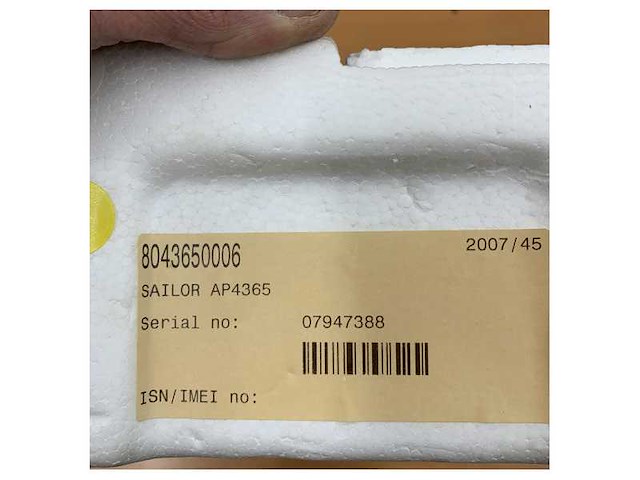 8043650006 2007/45
SAILOR AP4365
Serial no: 07947388
ISN/IMEI no: